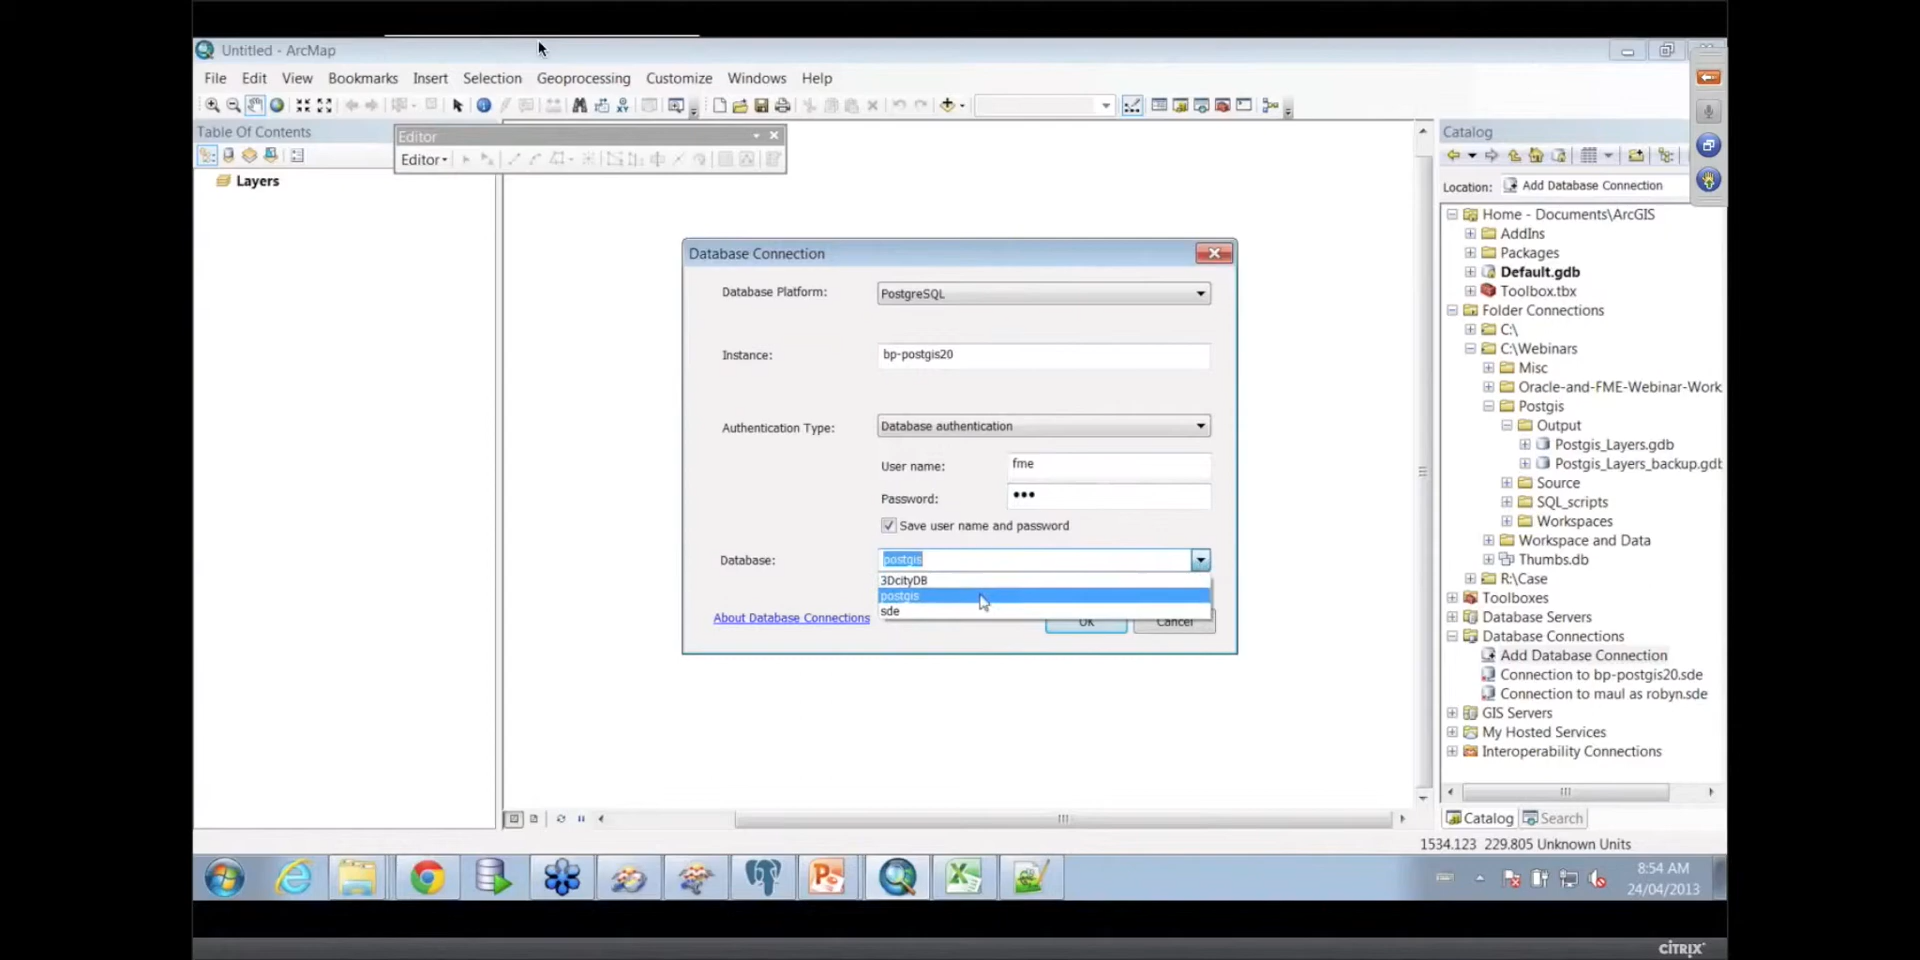 Untitled - ArcMap
File Edit View Bookmarks Insert Selection Geoprocessing Customize Windows Help
Table Of Contents
Layers
Editor
Editor
Database Connection
Database Platform: PostgreSQL
Instance: bp-postgis20
Authentication Type: Database authentication
User name: fme
Password: •••
Save user name and password
Database: postgis
3DcityDB
postgis
sde
About Database Connections
OK Cancel
Catalog
Location: Add Database Connection
Home - Documents\ArcGIS
AddIns
Packages
Default.gdb
Toolbox.tbx
Folder Connections
C:\
C:\Webinars
Misc
Oracle-and-FME-Webinar-Work
Postgis
Output
Postgis_Layers.gdb
Postgis_Layers_backup.gdb
Source
SQL_scripts
Workspaces
Workspace and Data
Thumbs.db
R:\Case
Toolboxes
Database Servers
Database Connections
Add Database Connection
Connection to bp-postgis20.sde
Connection to maul as robyn.sde
GIS Servers
My Hosted Services
Interoperability Connections
Catalog Search
1534.123 229.805 Unknown Units
8:54 AM
24/04/2013
CITRIX